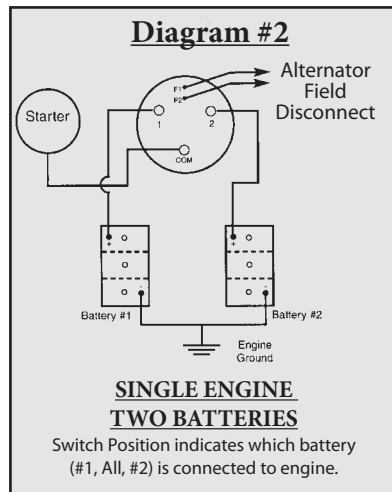 Diagram #2
F1
F2
Alternator
Field
Disconnect
Starter
1
2
COM
+
+
-
-
Battery #1
Battery #2
Engine
Ground
SINGLE ENGINE
TWO BATTERIES
Switch Position indicates which battery
(#1, All, #2) is connected to engine.